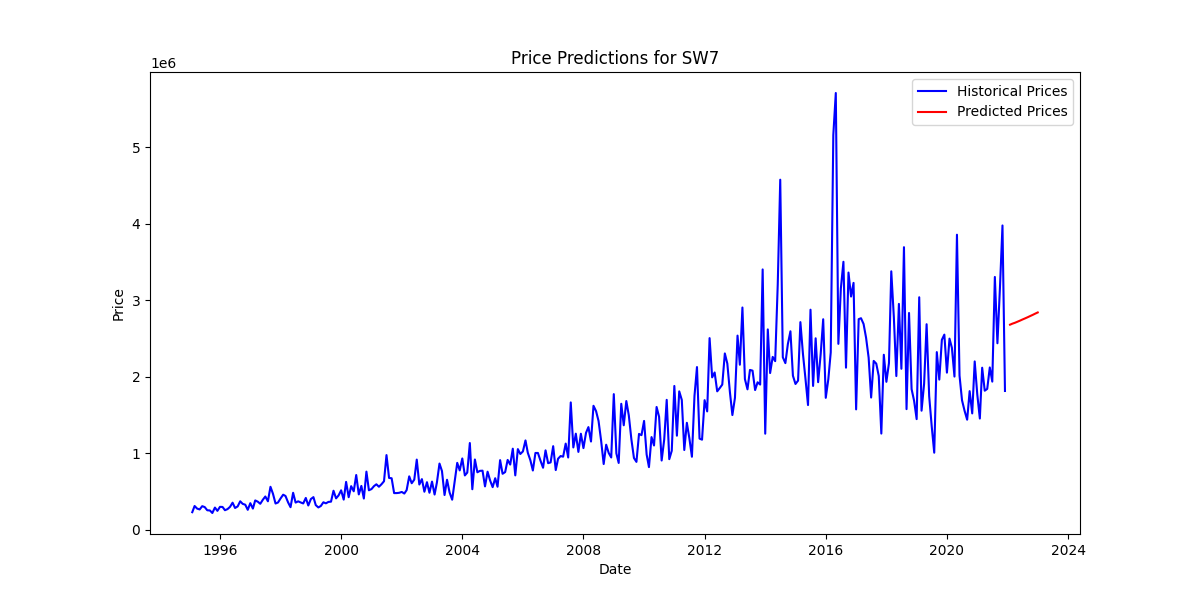 Price Predictions for SW7
1e6
Historical Prices
Predicted Prices
5
4
3
2
1
0
Price
1996 2000 2004 2008 2012 2016 2020 2024
Date